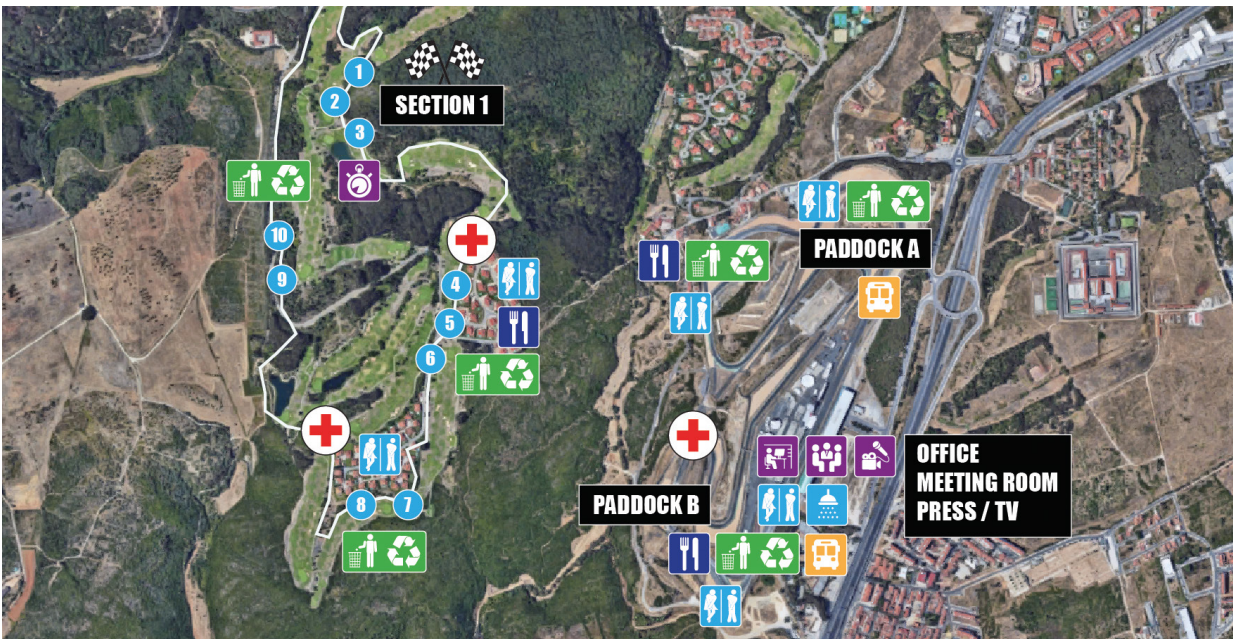 1
SECTION 1
2
3
10
PADDOCK A
9
4
5
6
OFFICE
MEETING ROOM
PRESS / TV
8
7
PADDOCK B